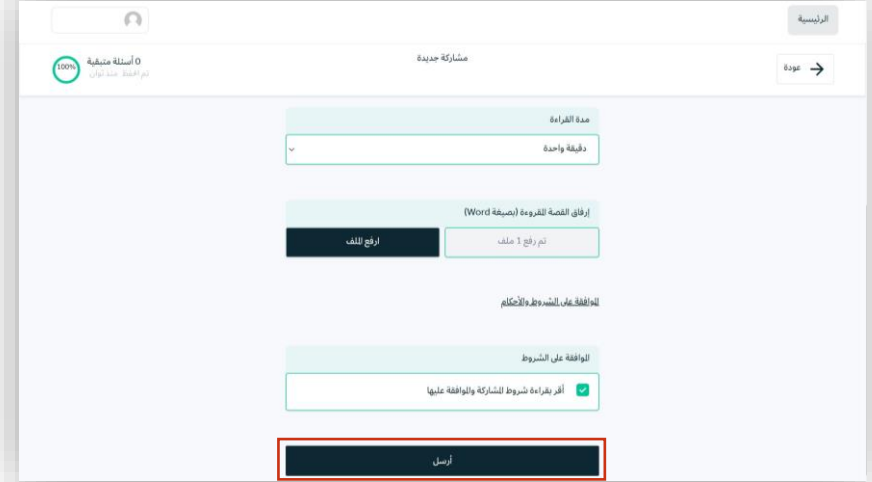 الرئيسية
عودة
مشاركة جديدة
0 أسئلة متبقية
تم الحفظ منذ ثوان
100%
مدة القراءة
دقيقة واحدة
إرفاق القصة المقروءة (بصيغة Word)
تم رفع 1 ملف
ارفع الملف
الموافقة على الشروط والأحكام
الموافقة على الشروط
أقر بقراءة شروط المشاركة والموافقة عليها
أرسل